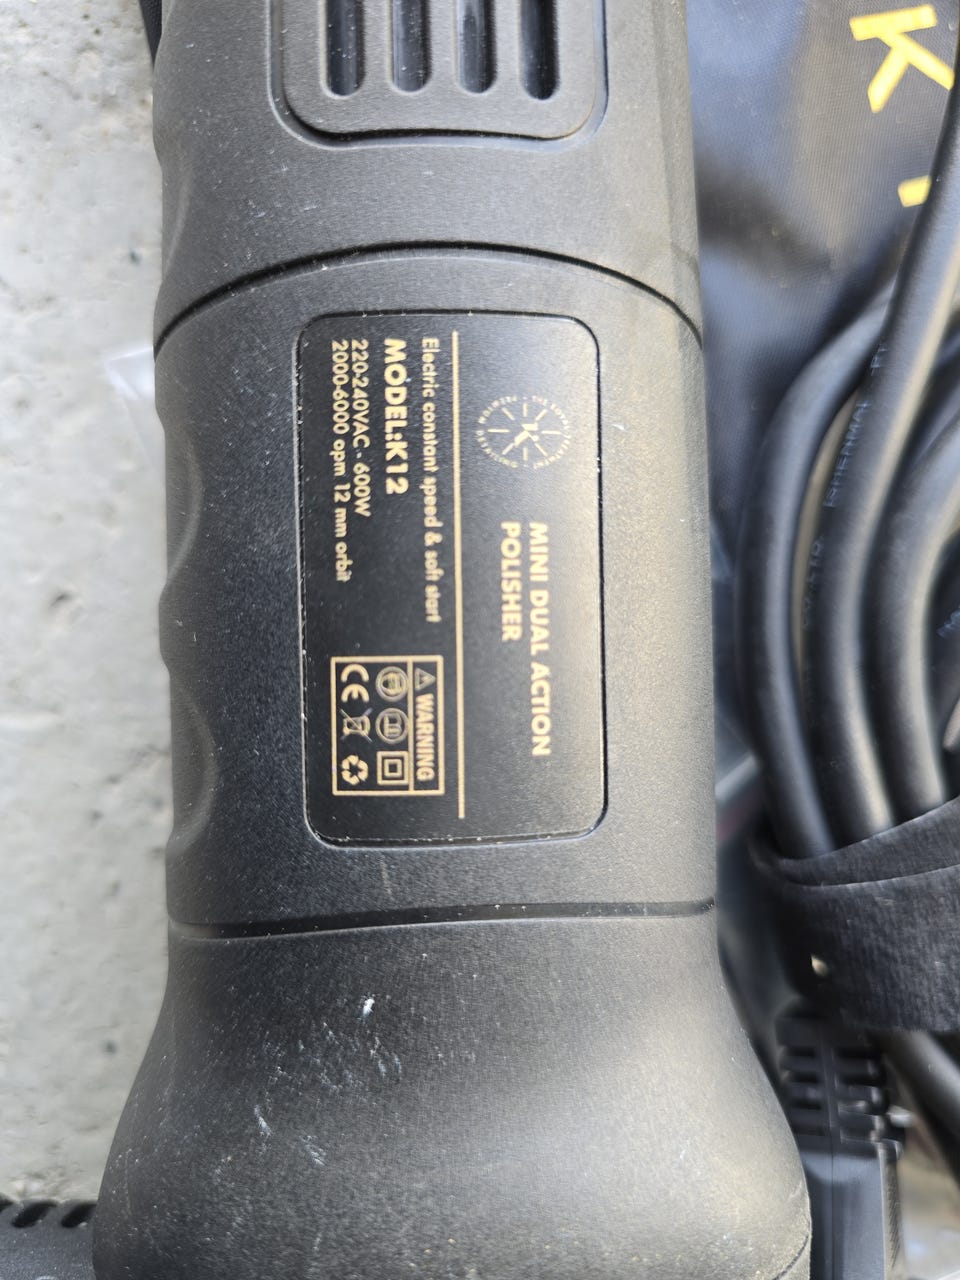 MINI DUAL ACTION
POLISHER
Electric constant speed & soft start
MODEL:K12
220-240VAC - 600W
2000-6000 opm 12 mm orbit
WARNING
CE
K